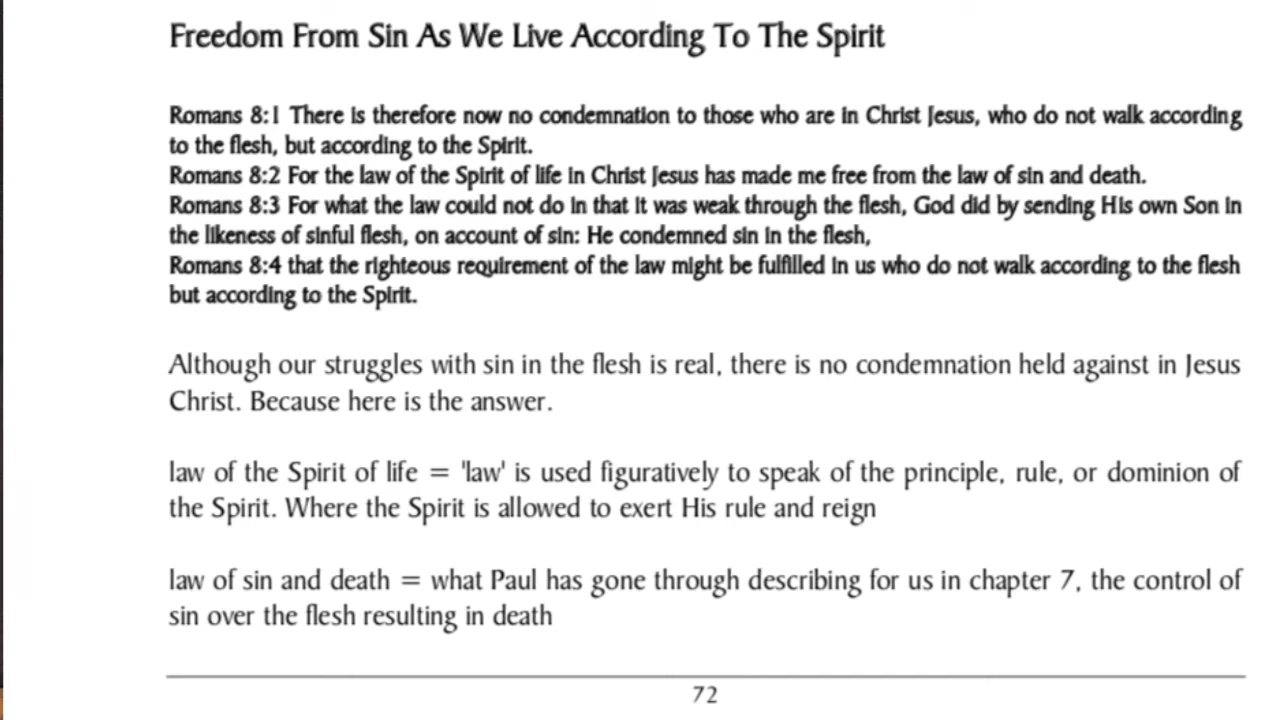 Freedom From Sin As We Live According To The Spirit
Romans 8:1 There is therefore now no condemnation to those who are in Christ Jesus, who do not walk according
to the flesh, but according to the Spirit.
Romans 8:2 For the law of the Spirit of life in Christ Jesus has made me free from the law of sin and death.
Romans 8:3 For what the law could not do in that it was weak through the flesh, God did by sending His own Son in
the likeness of sinful flesh, on account of sin: He condemned sin in the flesh,
Romans 8:4 that the righteous requirement of the law might be fulfilled in us who do not walk according to the flesh
but according to the Spirit.
Although our struggles with sin in the flesh is real, there is no condemnation held against in Jesus
Christ. Because here is the answer.
law of the Spirit of life = 'law' is used figuratively to speak of the principle, rule, or dominion of
the Spirit. Where the Spirit is allowed to exert His rule and reign
law of sin and death = what Paul has gone through describing for us in chapter 7, the control of
sin over the flesh resulting in death
72